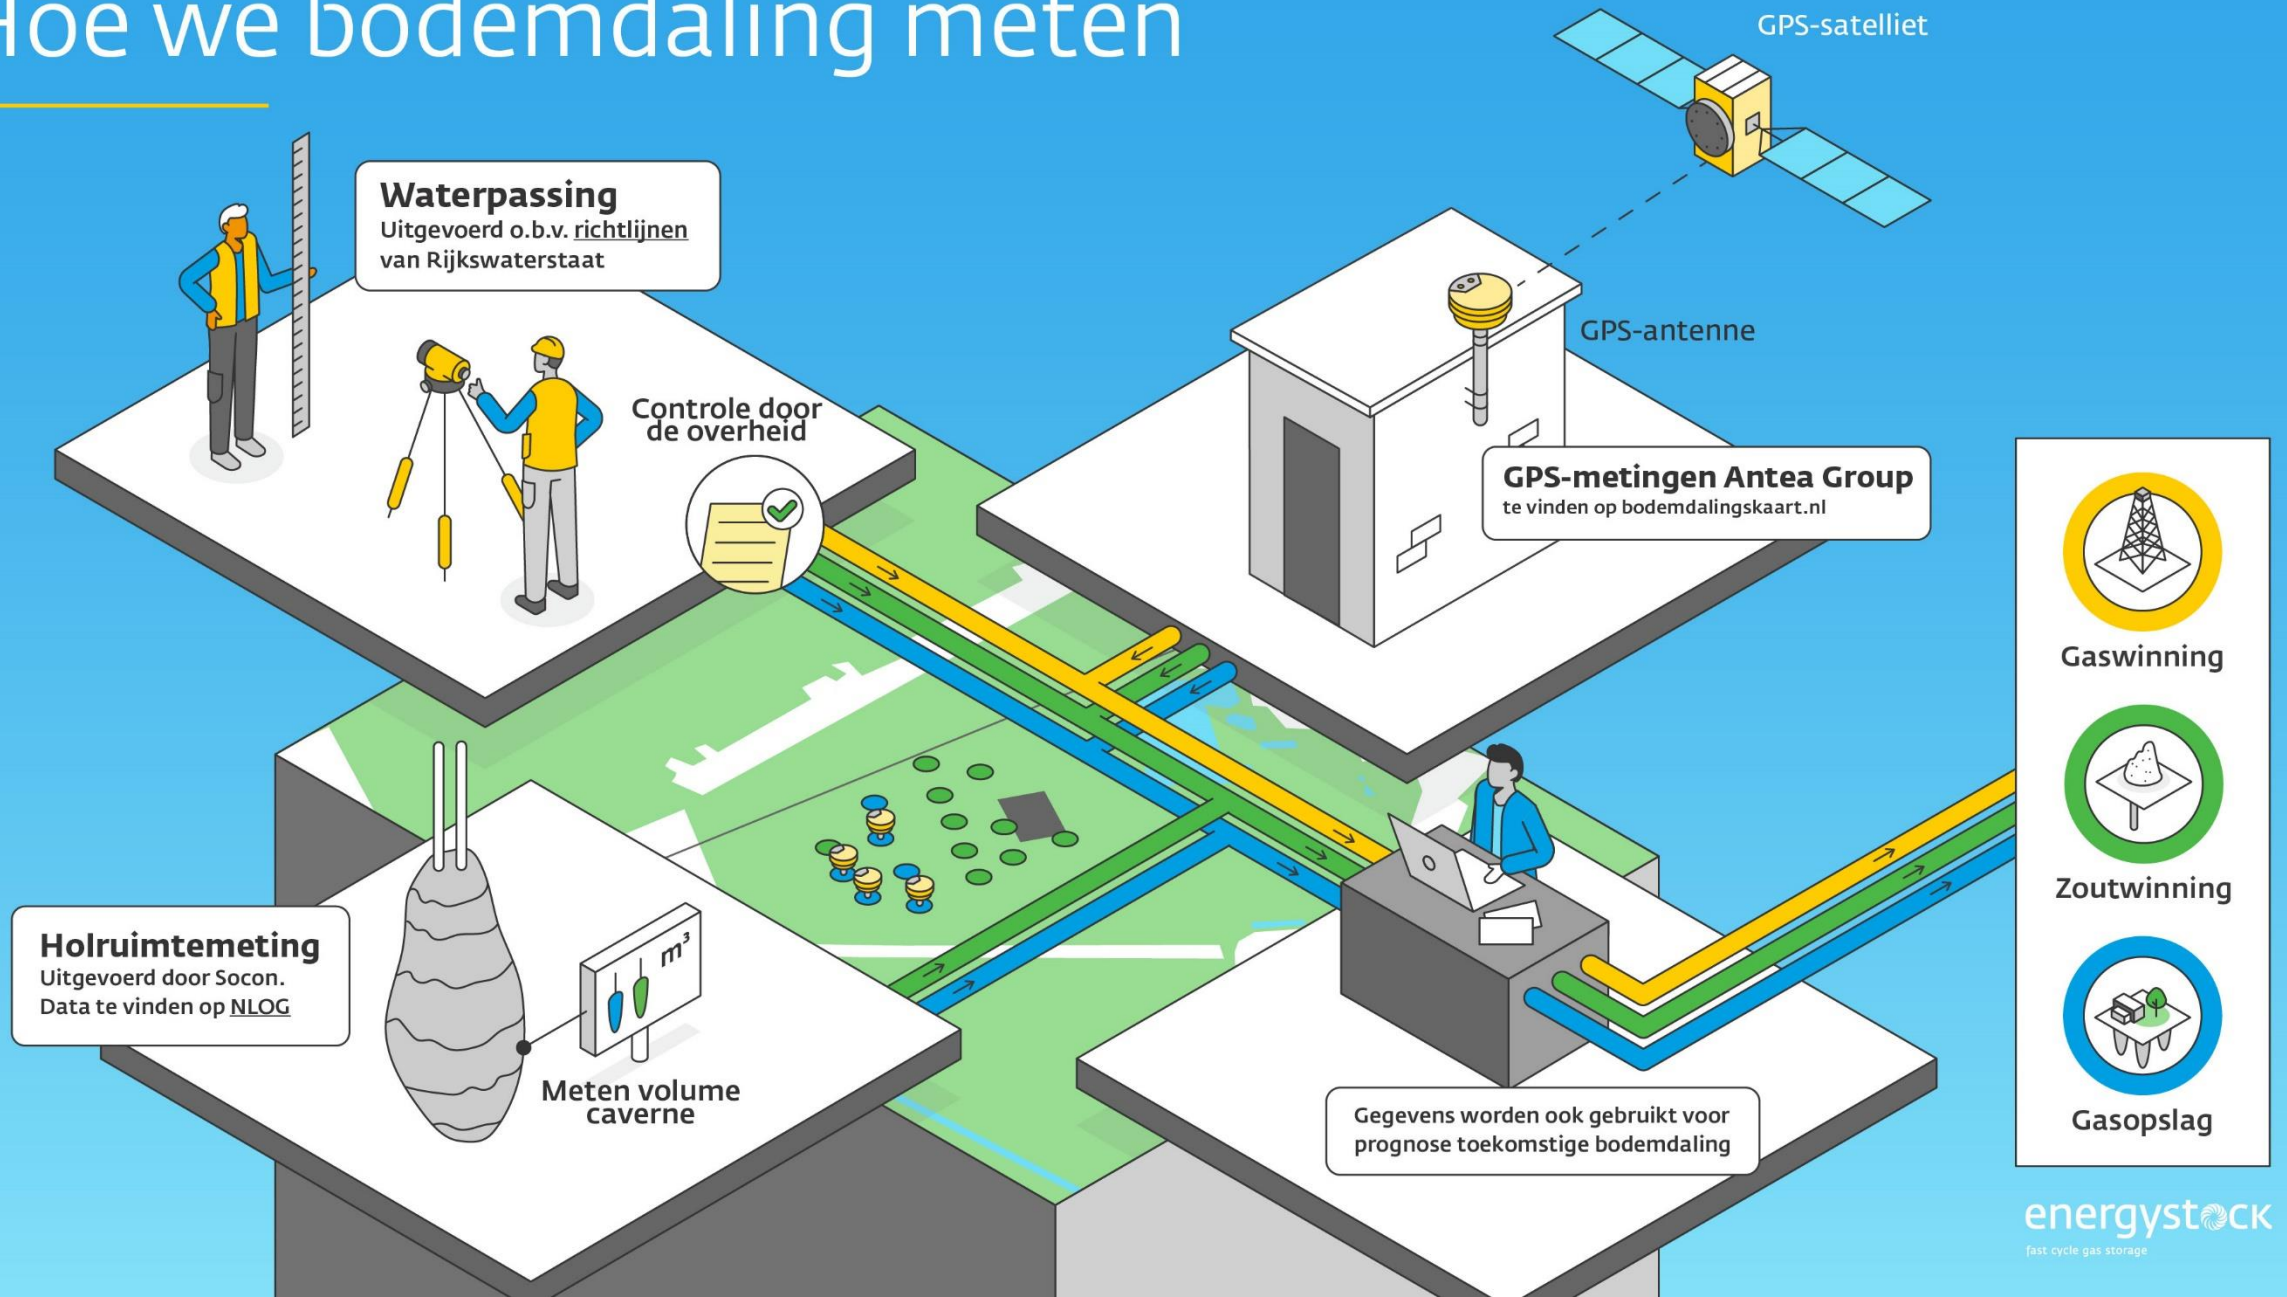 Hoe we bodemdaling meten
GPS-satelliet
Waterpassing
Uitgevoerd o.b.v. richtlijnen
van Rijkswaterstaat
GPS-antenne
Controle door
de overheid
GPS-metingen Antea Group
te vinden op bodemdalingskaart.nl
Gaswinning
Zoutwinning
Gasopslag
Holruimtemeting
Uitgevoerd door Socon.
Data te vinden op NLOG
m³
Meten volume
caverne
Gegevens worden ook gebruikt voor
prognose toekomstige bodemdaling
energystock
fast cycle gas storage